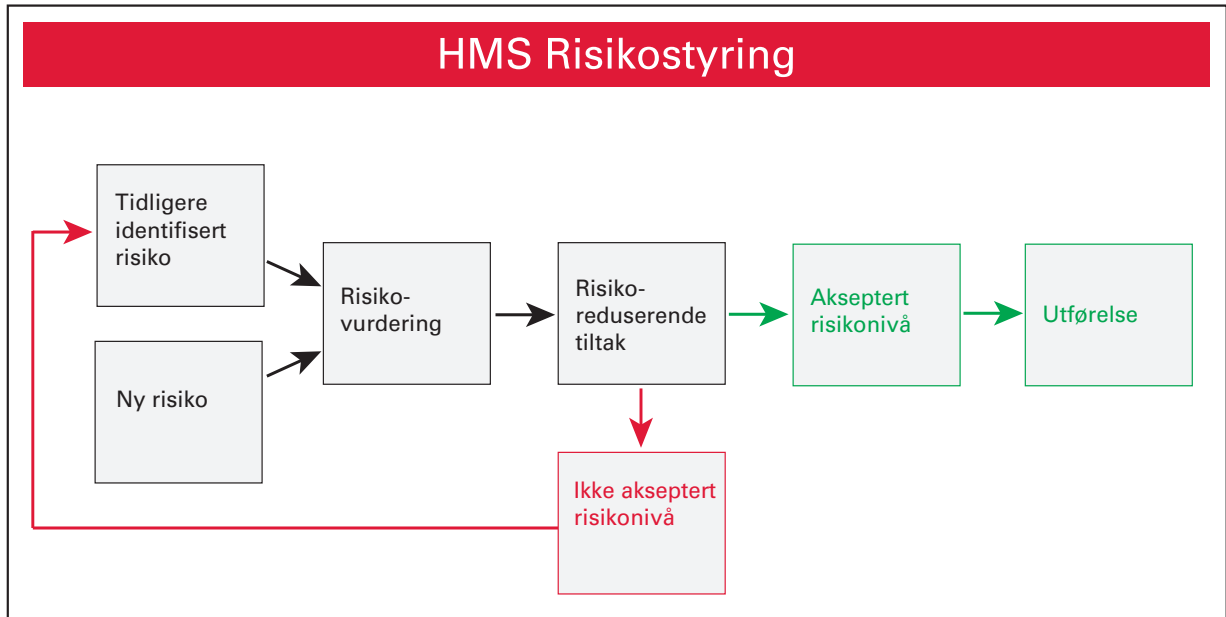 HMS Risikostyring
Tidligere
identifisert
risiko
Ny risiko
Risiko-
vurdering
Risiko-
reduserende
tiltak
Akseptert
risikonivå
Utførelse
Ikke akseptert
risikonivå